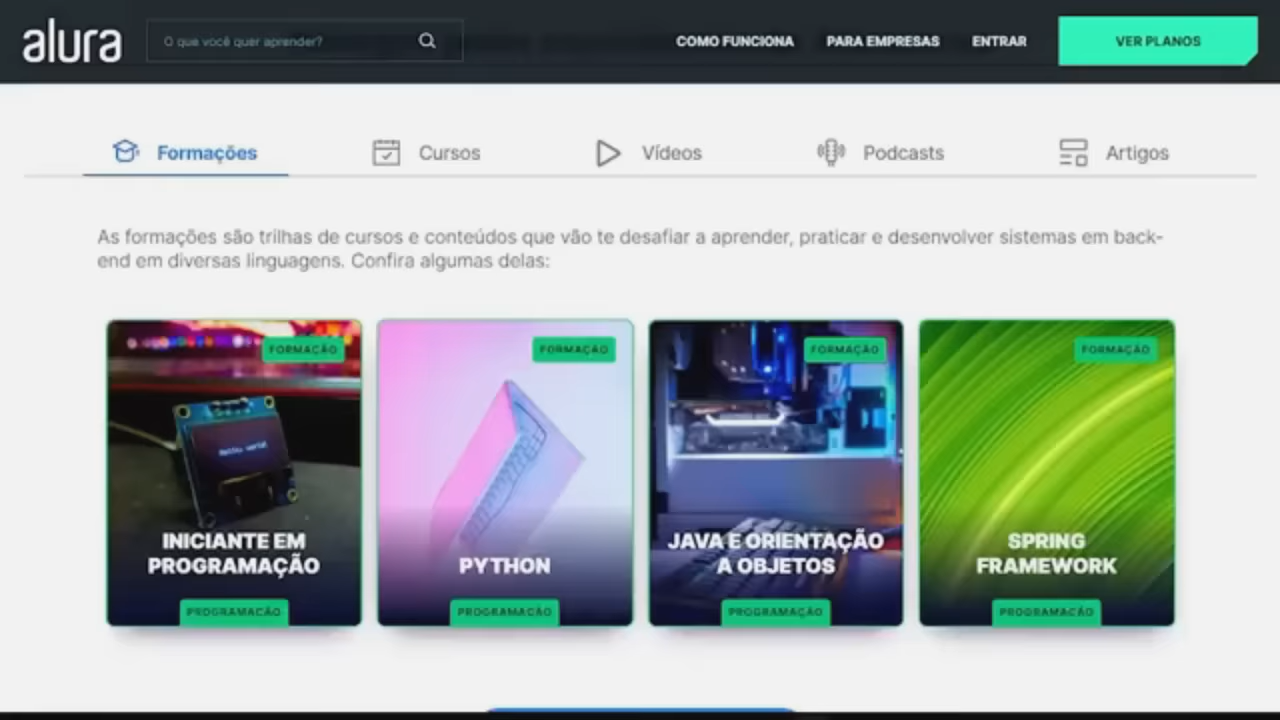 alura
O que você quer aprender?
COMO FUNCIONA
PARA EMPRESAS
ENTRAR
VER PLANOS
Formações
Cursos
Vídeos
Podcasts
Artigos
As formações são trilhas de cursos e conteúdos que vão te desafiar a aprender, praticar e desenvolver sistemas em back-
end em diversas linguagens. Confira algumas delas:
FORMAÇÃO
INICIANTE EM
PROGRAMAÇÃO
PROGRAMAÇÃO
FORMAÇÃO
PYTHON
PROGRAMAÇÃO
FORMAÇÃO
JAVA E ORIENTAÇÃO
A OBJETOS
PROGRAMAÇÃO
FORMAÇÃO
SPRING
FRAMEWORK
PROGRAMAÇÃO